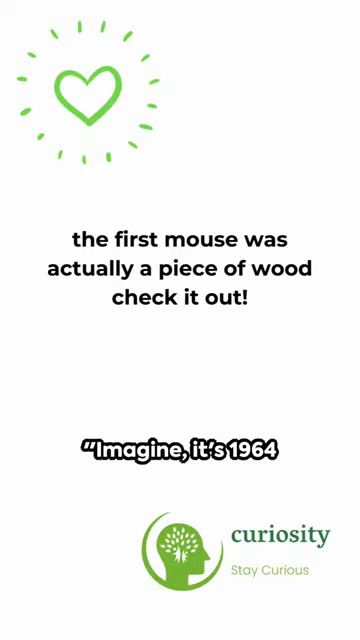 the first mouse was
actually a piece of wood
check it out!
"Imagine, it's 1964
curiosity
Stay Curious